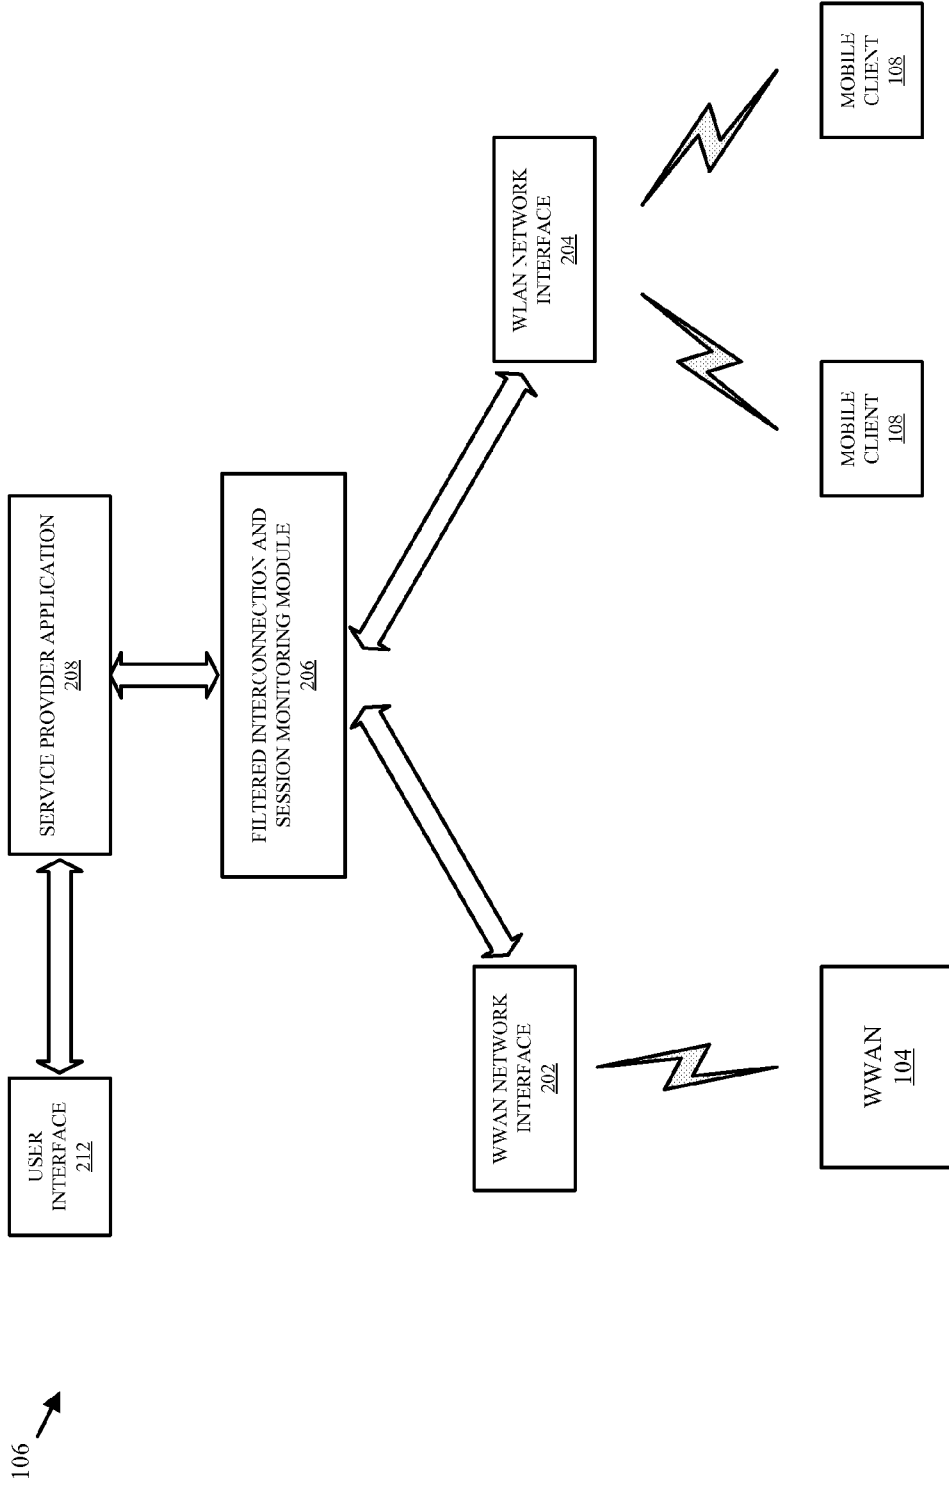 106
USER
INTERFACE
212
SERVICE PROVIDER APPLICATION
208
FILTERED INTERCONNECTION AND
SESSION MONITORING MODULE
206
WWAN NETWORK
INTERFACE
202
WLAN NETWORK
INTERFACE
204
WWAN
104
MOBILE
CLIENT
108
MOBILE
CLIENT
108